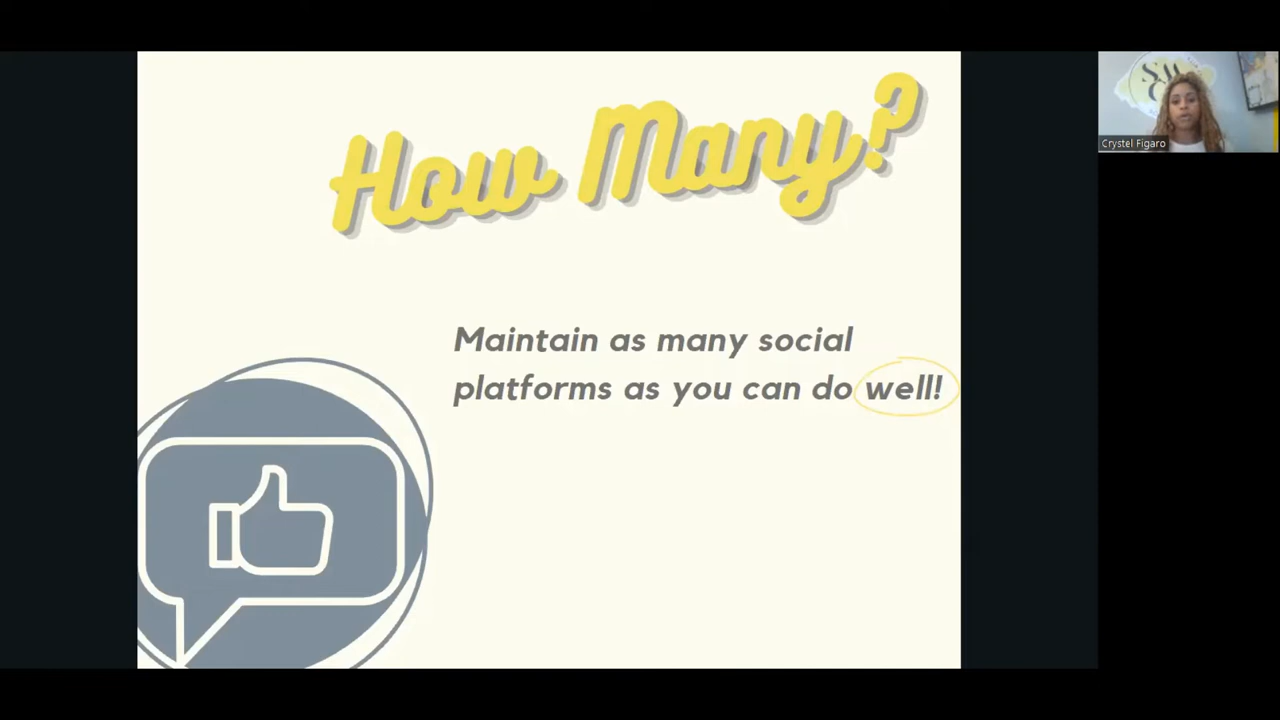 How Many?
Maintain as many social
platforms as you can do well!
Crystel Figaro